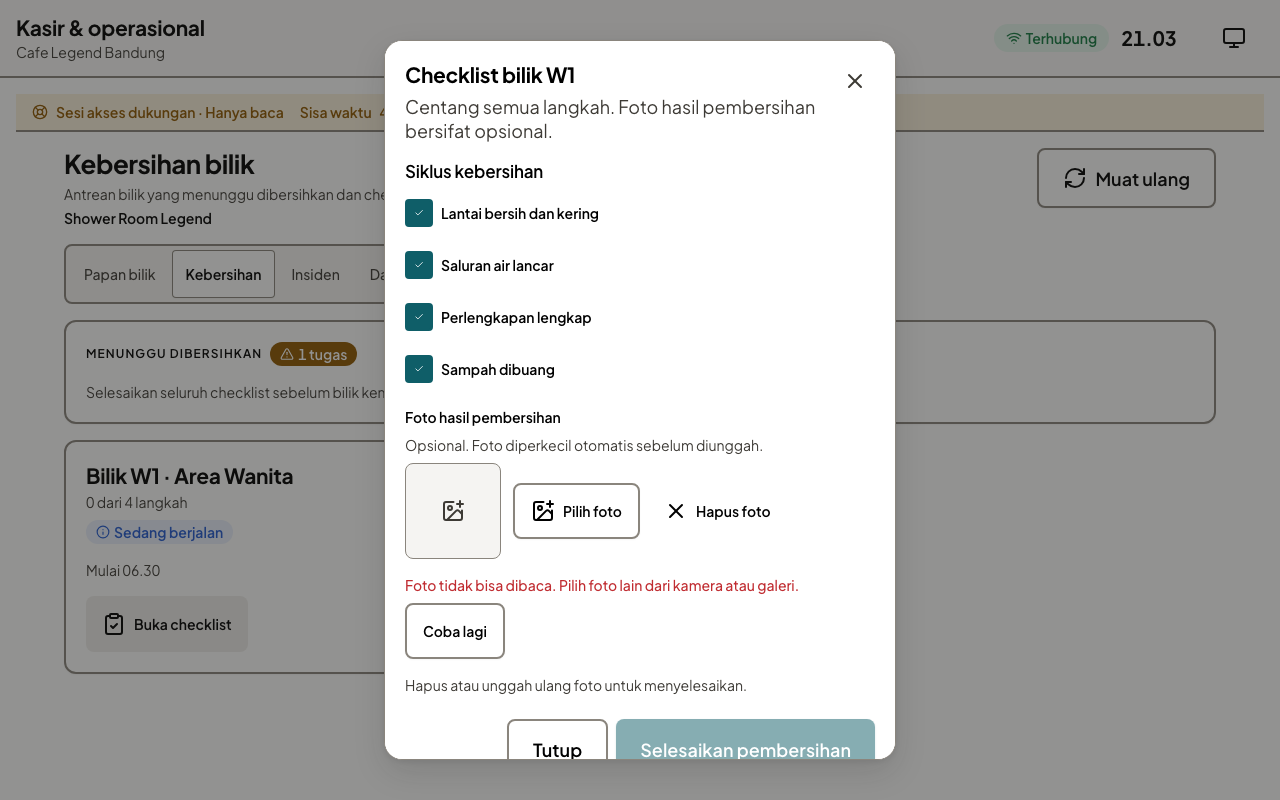 Kasir & operasional
Cafe Legend Bandung
Terhubung
21.03
Sesi akses dukungan · Hanya baca
Sisa waktu
Kebersihan bilik
Antrean bilik yang menunggu dibersihkan dan
Shower Room Legend
Muat ulang
Papan bilik
Kebersihan
Insiden
MENUNGGU DIBERSIHKAN
1 tugas
Selesaikan seluruh checklist sebelum bilik
Bilik W1 · Area Wanita
0 dari 4 langkah
Sedang berjalan
Mulai 06.30
Buka checklist
Checklist bilik W1
Centang semua langkah. Foto hasil pembersihan
bersifat opsional.
Siklus kebersihan
Lantai bersih dan kering
Saluran air lancar
Perlengkapan lengkap
Sampah dibuang
Foto hasil pembersihan
Opsional. Foto diperkecil otomatis sebelum diunggah.
Pilih foto
Hapus foto
Foto tidak bisa dibaca. Pilih foto lain dari kamera atau galeri.
Coba lagi
Hapus atau unggah ulang foto untuk menyelesaikan.
Tutup
Selesaikan pembersihan